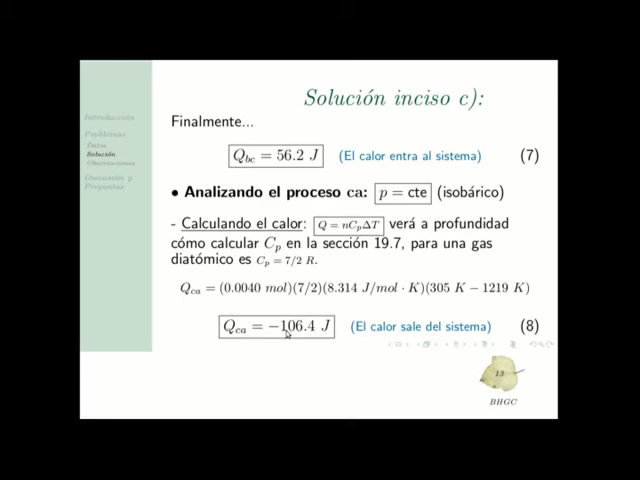 Solución inciso c):
Introducción
Problemas
Datos
Solución
Observaciones
Discusión y
Preguntas
Finalmente...
Q_bc = 56.2 J (El calor entra al sistema) (7)
• Analizando el proceso ca: p = cte (isobárico)
- Calculando el calor: Q = nC_pΔT verá a profundidad
cómo calcular C_p en la sección 19.7, para una gas
diatómico es C_p = 7/2 R.
Q_ca = (0.0040 mol)(7/2)(8.314 J/mol · K)(305 K − 1219 K)
Q_ca = −106.4 J (El calor sale del sistema) (8)
13
BHGC